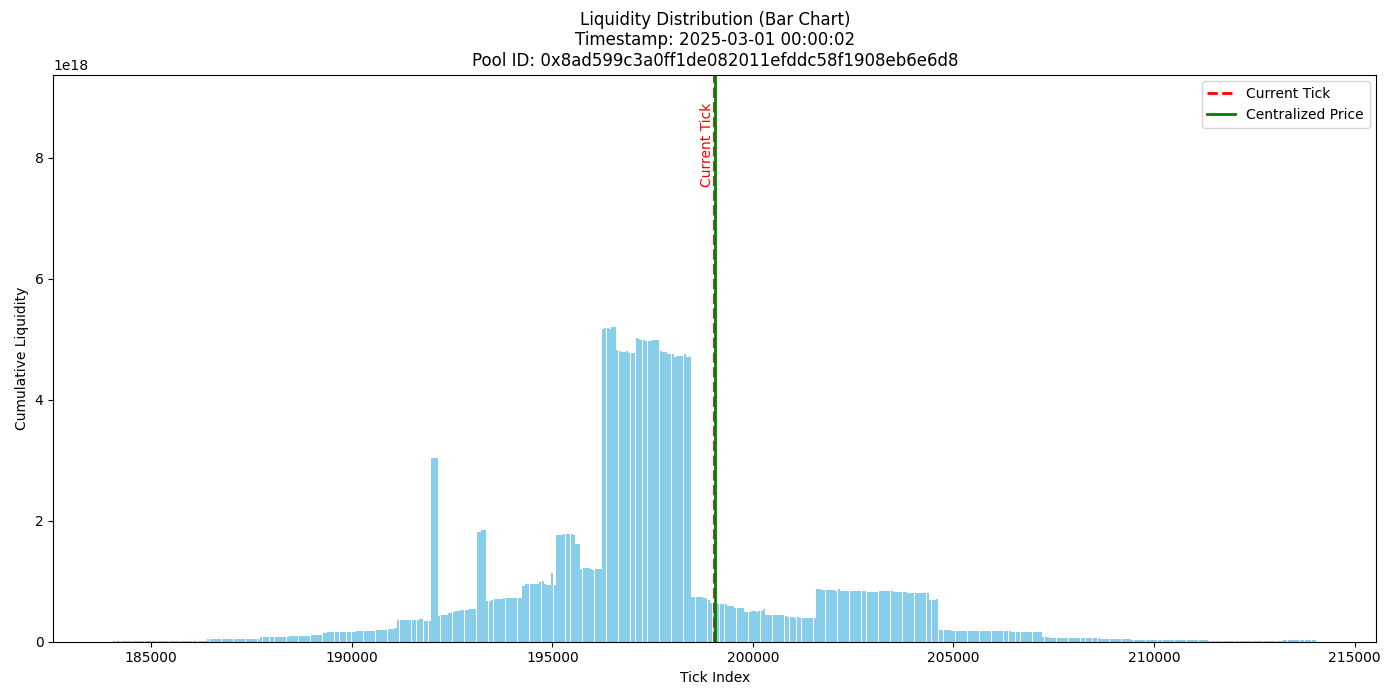 Liquidity Distribution (Bar Chart)
Timestamp: 2025-03-01 00:00:02
Pool ID: 0x8ad599c3a0ff1de082011efddc58f1908eb6e6d8
1e18
Current Tick
Centralized Price
Current Tick
8
6
4
2
0
Cumulative Liquidity
185000 190000 195000 200000 205000 210000 215000
Tick Index